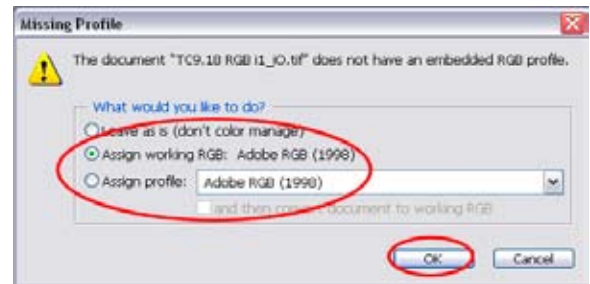 Missing Profile
The document "TC9.18 RGB i1_iO.tif" does not have an embedded RGB profile.
What would you like to do?
Leave as is (don't color manage)
Assign working RGB: Adobe RGB (1998)
Assign profile: Adobe RGB (1998)
and then convert document to working RGB
OK Cancel